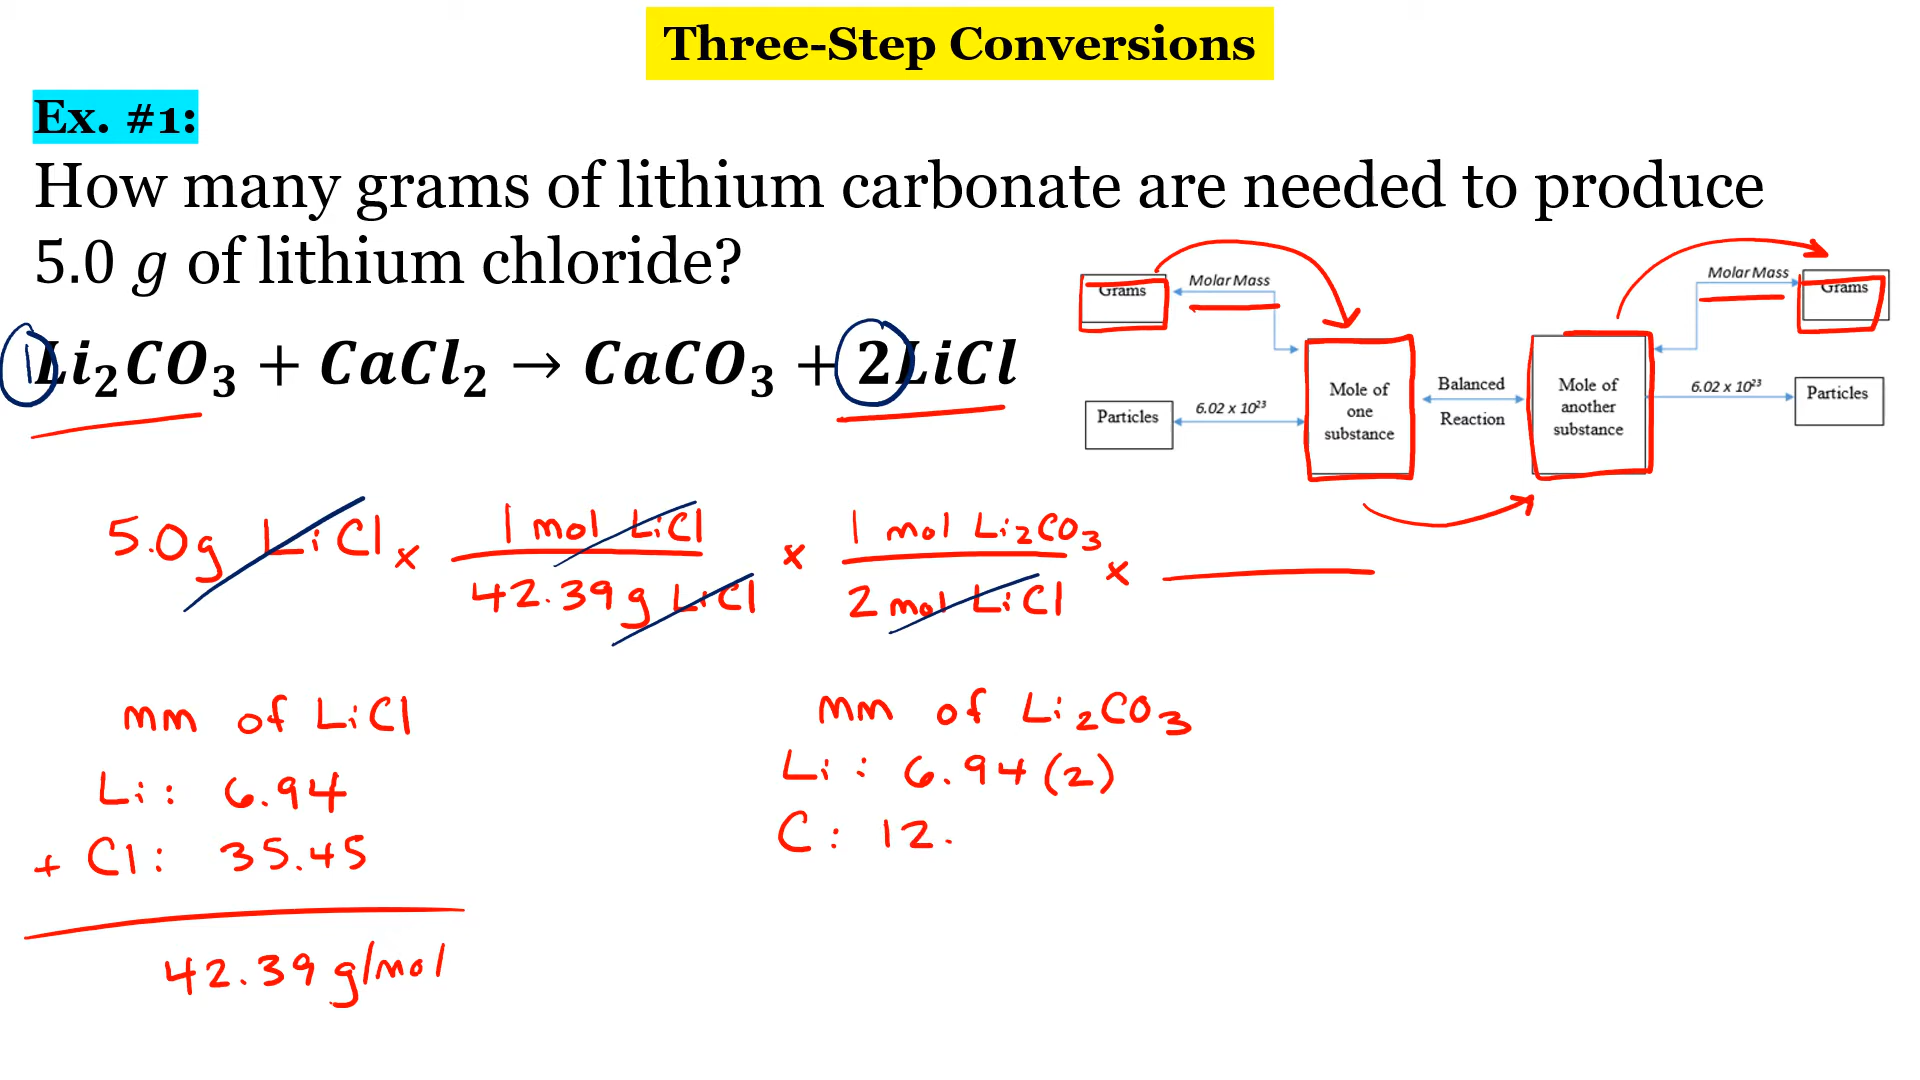 Three-Step Conversions
Ex. #1:
How many grams of lithium carbonate are needed to produce
5.0 g of lithium chloride?
1Li₂CO₃ + CaCl₂ → CaCO₃ + 2LiCl
Grams
Molar Mass
Molar Mass
Grams
Mole of
one
substance
Balanced
Reaction
Mole of
another
substance
Particles
6.02 x 10²³
6.02 x 10²³
Particles
5.0g LiCl x 1 mol LiCl / 42.39 g LiCl x 1 mol Li₂CO₃ / 2 mol LiCl x
mm of LiCl
Li: 6.94
+ Cl: 35.45
42.39 g/mol
mm of Li₂CO₃
Li: 6.94(2)
C: 12.